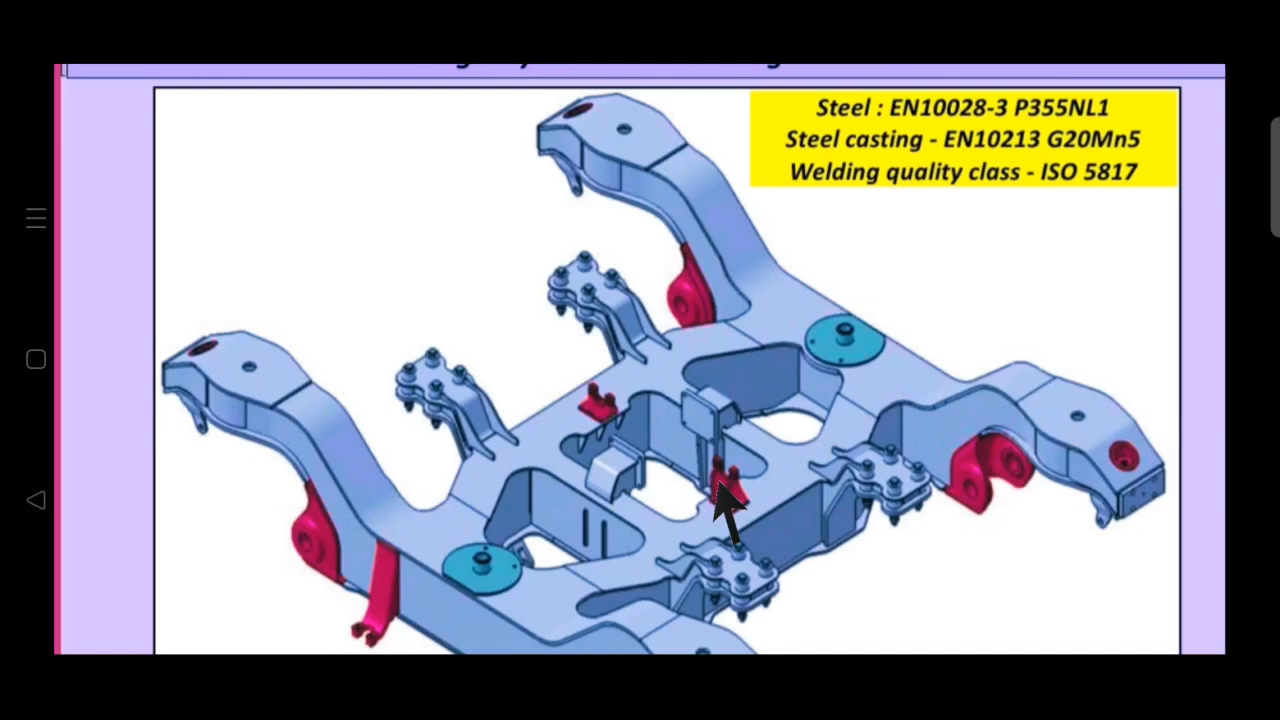 Steel : EN10028-3 P355NL1
Steel casting - EN10213 G20Mn5
Welding quality class - ISO 5817